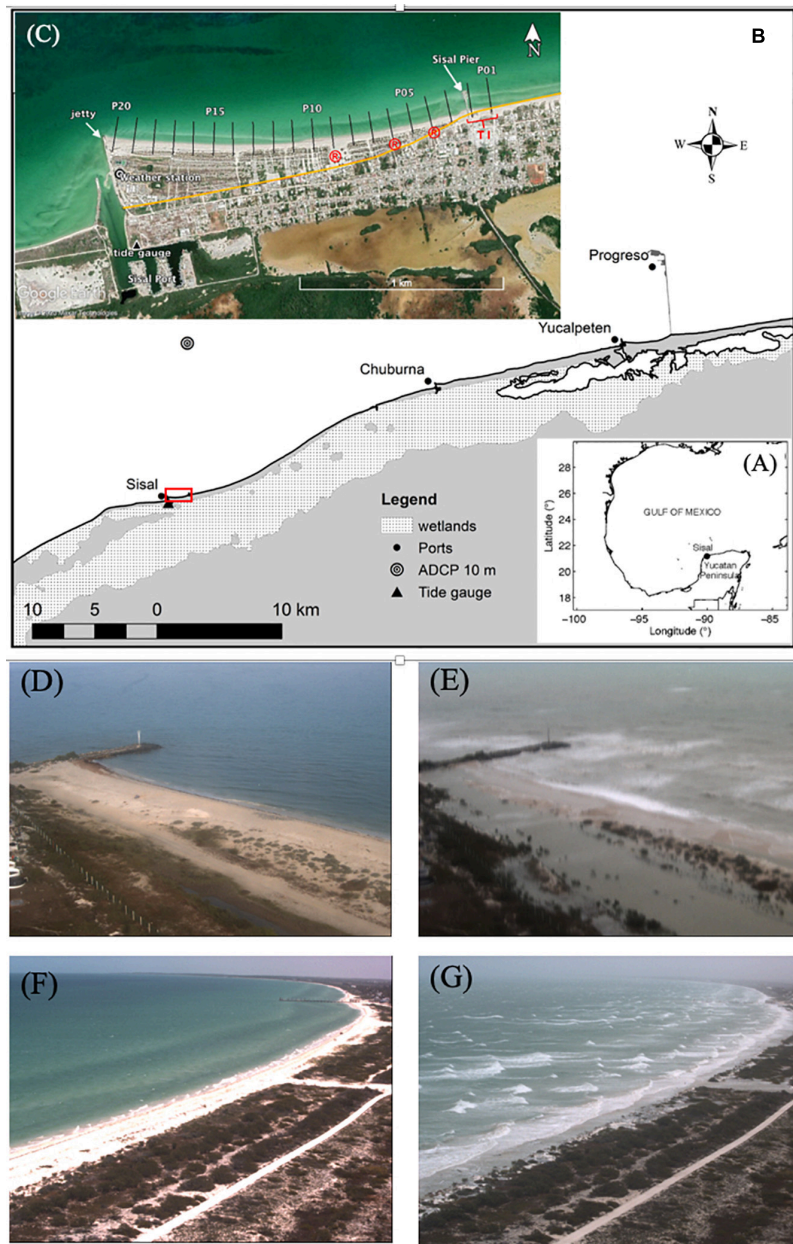 (C)
N
B
Sisal Pier
P01
P05
P10
P15
P20
jetty
R
R
R
T I
weather station
tide gauge
Sisal Port
Google Earth
1 km
N
W
E
S
Progreso
Yucalpeten
Chuburna
Sisal
Legend
wetlands
Ports
ADCP 10 m
Tide gauge
10
5
0
10 km
(A)
GULF OF MEXICO
Sisal
Yucatan
Peninsula
Latitude (°)
28
26
24
22
20
18
-100
-95
-90
-85
Longitude (°)
(D)
(E)
(F)
(G)